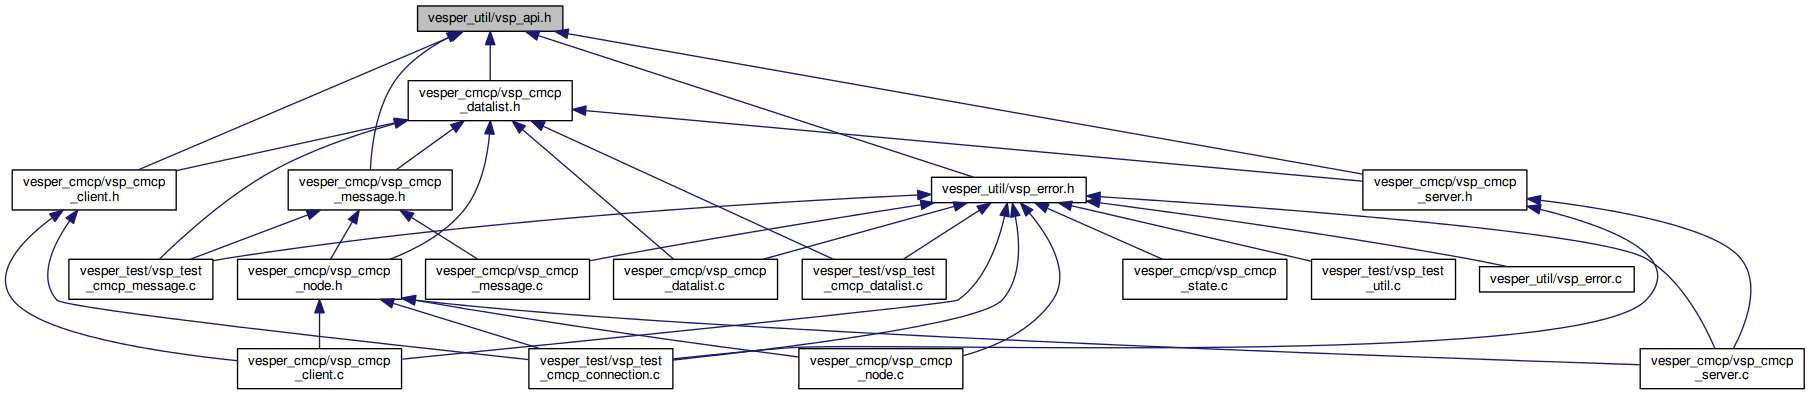 vesper_util/vsp_api.h
vesper_cmcp/vsp_cmcp
_datalist.h
vesper_cmcp/vsp_cmcp
_client.h
vesper_cmcp/vsp_cmcp
_message.h
vesper_util/vsp_error.h
vesper_cmcp/vsp_cmcp
_server.h
vesper_test/vsp_test
_cmcp_message.c
vesper_cmcp/vsp_cmcp
_node.h
vesper_cmcp/vsp_cmcp
_message.c
vesper_cmcp/vsp_cmcp
_datalist.c
vesper_test/vsp_test
_cmcp_datalist.c
vesper_cmcp/vsp_cmcp
_state.c
vesper_test/vsp_test
_util.c
vesper_util/vsp_error.c
vesper_cmcp/vsp_cmcp
_client.c
vesper_test/vsp_test
_cmcp_connection.c
vesper_cmcp/vsp_cmcp
_node.c
vesper_cmcp/vsp_cmcp
_server.c